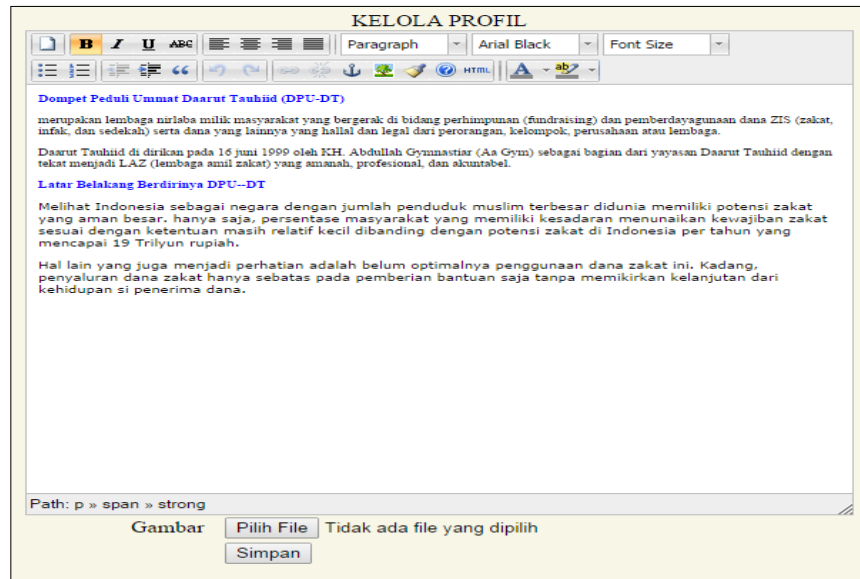 KELOLA PROFIL
B I U ABC Paragraph Arial Black Font Size
HTML A ab
Dompet Peduli Ummat Daarut Tauhiid (DPU-DT)
merupakan lembaga nirlaba milik masyarakat yang bergerak di bidang perhimpunan (fundraising) dan pemberdayagunaan dana ZIS (zakat,
infak, dan sedekah) serta dana yang lainnya yang hallal dan legal dari perorangan, kelompok, perusahaan atau lembaga.
Daarut Tauhiid di dirikan pada 16 juni 1999 oleh KH. Abdullah Gymnastiar (Aa Gym) sebagai bagian dari yayasan Daarut Tauhiid dengan
tekat menjadi LAZ (lembaga amil zakat) yang amanah, profesional, dan akuntabel.
Latar Belakang Berdirinya DPU--DT
Melihat Indonesia sebagai negara dengan jumlah penduduk muslim terbesar didunia memiliki potensi zakat
yang aman besar. hanya saja, persentase masyarakat yang memiliki kesadaran menunaikan kewajiban zakat
sesuai dengan ketentuan masih relatif kecil dibanding dengan potensi zakat di Indonesia per tahun yang
mencapai 19 Trilyun rupiah.
Hal lain yang juga menjadi perhatian adalah belum optimalnya penggunaan dana zakat ini. Kadang,
penyaluran dana zakat hanya sebatas pada pemberian bantuan saja tanpa memikirkan kelanjutan dari
kehidupan si penerima dana.
Path: p » span » strong
Gambar Pilih File Tidak ada file yang dipilih
Simpan